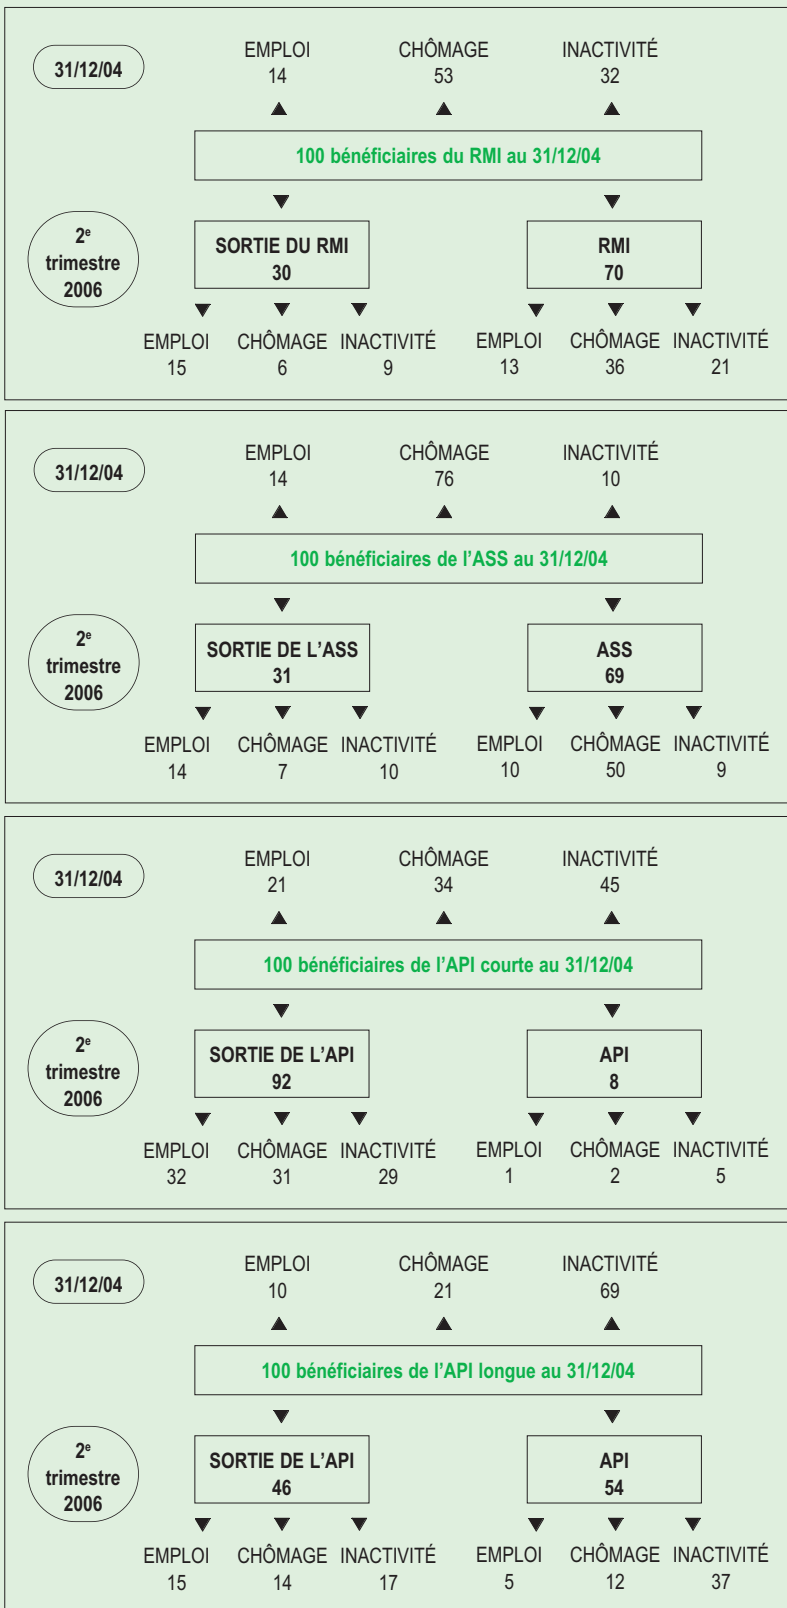 31/12/04
EMPLOI CHÔMAGE INACTIVITÉ
14 53 32
100 bénéficiaires du RMI au 31/12/04
2e
trimestre
2006
SORTIE DU RMI
30
RMI
70
EMPLOI CHÔMAGE INACTIVITÉ EMPLOI CHÔMAGE INACTIVITÉ
15 6 9 13 36 21
31/12/04
EMPLOI CHÔMAGE INACTIVITÉ
14 76 10
100 bénéficiaires de l'ASS au 31/12/04
2e
trimestre
2006
SORTIE DE L'ASS
31
ASS
69
EMPLOI CHÔMAGE INACTIVITÉ EMPLOI CHÔMAGE INACTIVITÉ
14 7 10 10 50 9
31/12/04
EMPLOI CHÔMAGE INACTIVITÉ
21 34 45
100 bénéficiaires de l'API courte au 31/12/04
2e
trimestre
2006
SORTIE DE L'API
92
API
8
EMPLOI CHÔMAGE INACTIVITÉ EMPLOI CHÔMAGE INACTIVITÉ
32 31 29 1 2 5
31/12/04
EMPLOI CHÔMAGE INACTIVITÉ
10 21 69
100 bénéficiaires de l'API longue au 31/12/04
2e
trimestre
2006
SORTIE DE L'API
46
API
54
EMPLOI CHÔMAGE INACTIVITÉ EMPLOI CHÔMAGE INACTIVITÉ
15 14 17 5 12 37